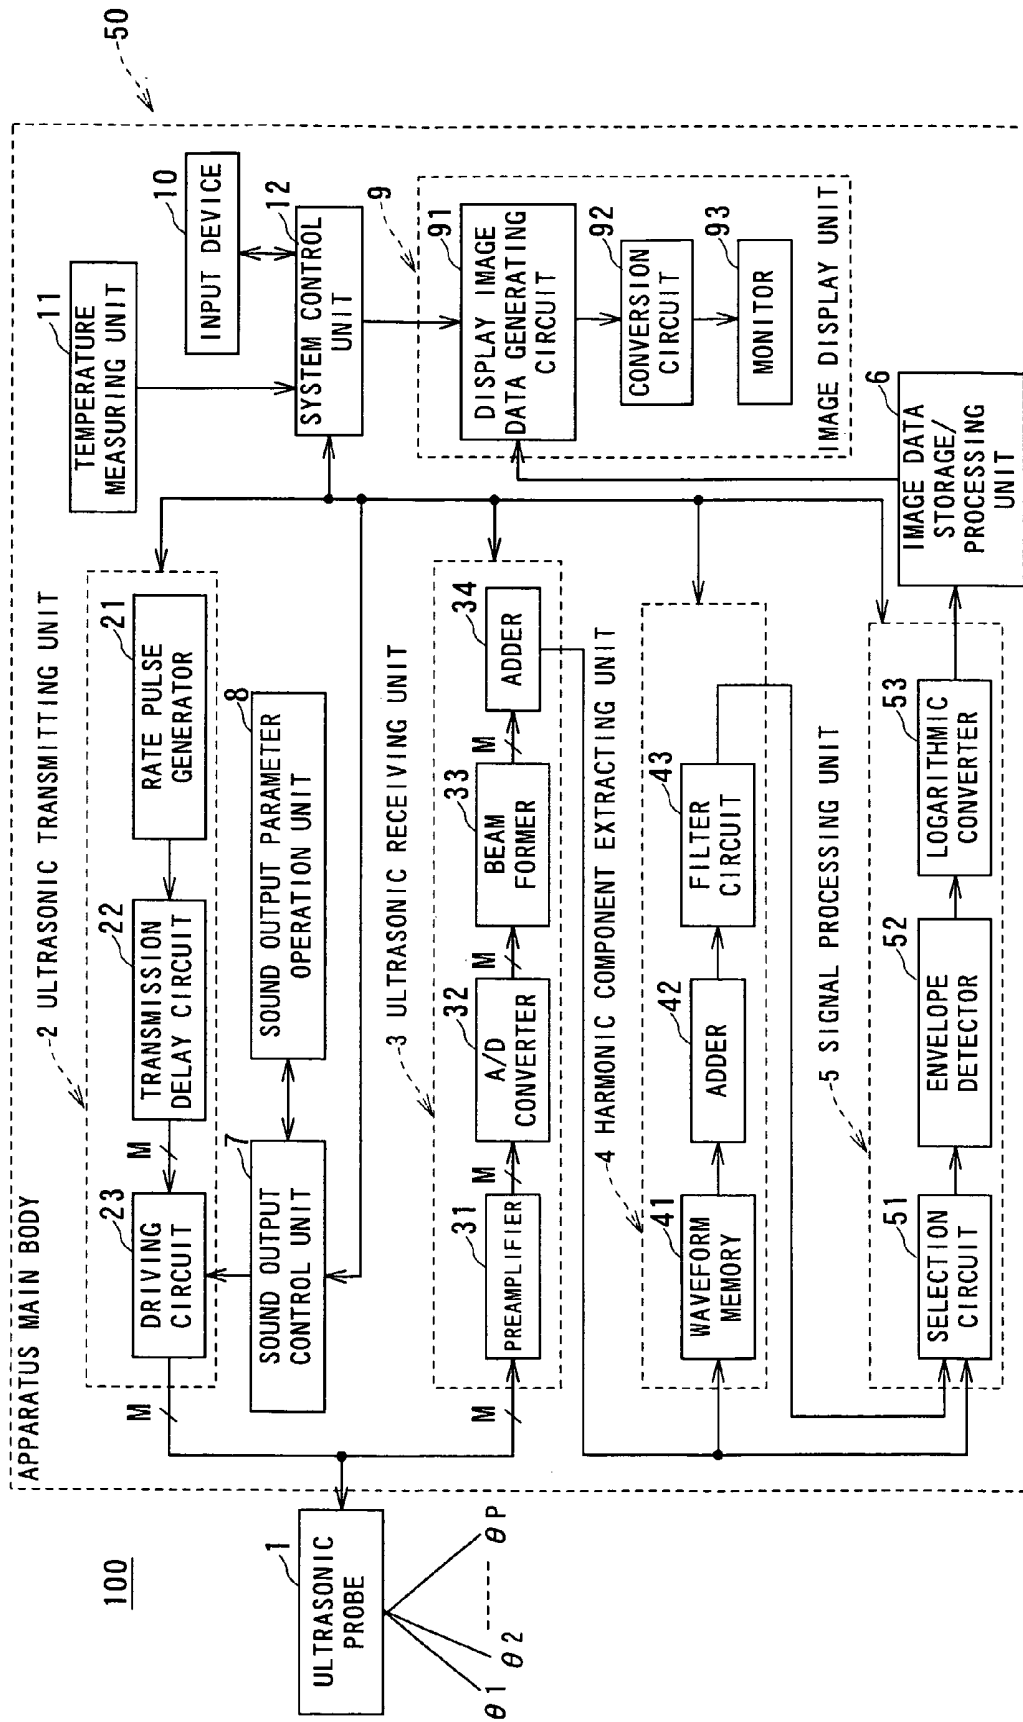 100
50
APPARATUS MAIN BODY
1
ULTRASONIC
PROBE
θ1
θ2
θP
2 ULTRASONIC TRANSMITTING UNIT
M
23
DRIVING
CIRCUIT
M
22
TRANSMISSION
DELAY CIRCUIT
21
RATE PULSE
GENERATOR
7
SOUND OUTPUT
CONTROL UNIT
8
SOUND OUTPUT PARAMETER
OPERATION UNIT
11
TEMPERATURE
MEASURING UNIT
10
INPUT DEVICE
12
SYSTEM CONTROL
UNIT
3 ULTRASONIC RECEIVING UNIT
M
31
PREAMPLIFIER
M
32
A/D
CONVERTER
M
33
BEAM
FORMER
M
34
ADDER
9
91
DISPLAY IMAGE
DATA GENERATING
CIRCUIT
92
CONVERSION
CIRCUIT
93
MONITOR
IMAGE DISPLAY UNIT
4 HARMONIC COMPONENT EXTRACTING UNIT
41
WAVEFORM
MEMORY
42
ADDER
43
FILTER
CIRCUIT
5 SIGNAL PROCESSING UNIT
51
SELECTION
CIRCUIT
52
ENVELOPE
DETECTOR
53
LOGARITHMIC
CONVERTER
6
IMAGE DATA
STORAGE/
PROCESSING
UNIT